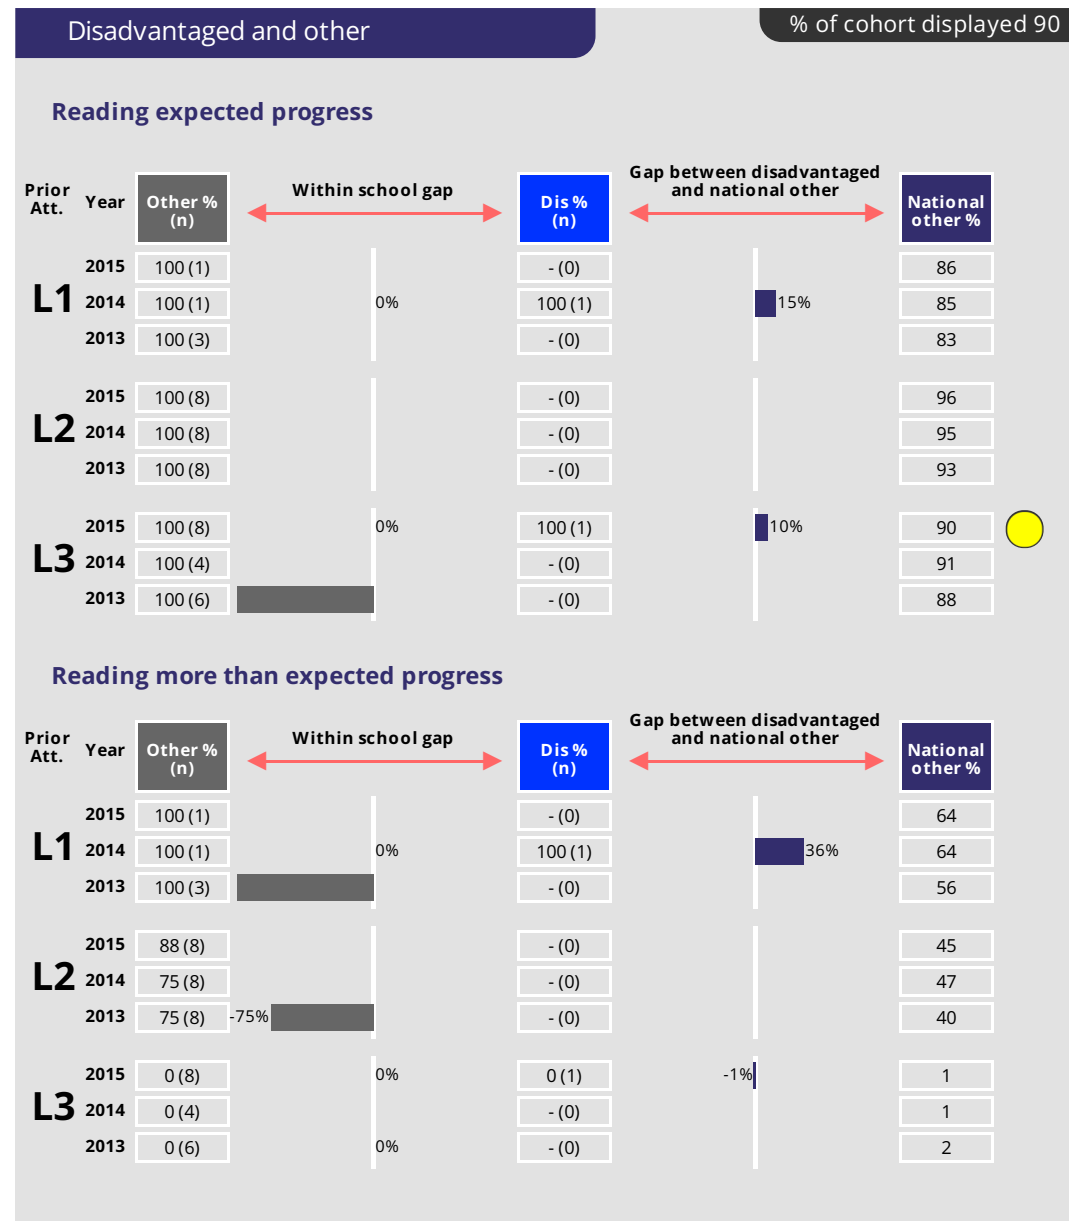 Disadvantaged and other
% of cohort displayed 90
Reading expected progress
Prior Att.
Year
Other % (n)
Within school gap
Dis % (n)
Gap between disadvantaged and national other
National other %
L1
2015 100 (1) - (0) 86
2014 100 (1) 0% 100 (1) 15% 85
2013 100 (3) - (0) 83
L2
2015 100 (8) - (0) 96
2014 100 (8) - (0) 95
2013 100 (8) - (0) 93
L3
2015 100 (8) 0% 100 (1) 10% 90
2014 100 (4) - (0) 91
2013 100 (6) - (0) 88
Reading more than expected progress
Prior Att.
Year
Other % (n)
Within school gap
Dis % (n)
Gap between disadvantaged and national other
National other %
L1
2015 100 (1) - (0) 64
2014 100 (1) 0% 100 (1) 36% 64
2013 100 (3) - (0) 56
L2
2015 88 (8) - (0) 45
2014 75 (8) - (0) 47
2013 75 (8) -75% - (0) 40
L3
2015 0 (8) 0% 0 (1) -1% 1
2014 0 (4) - (0) 1
2013 0 (6) 0% - (0) 2